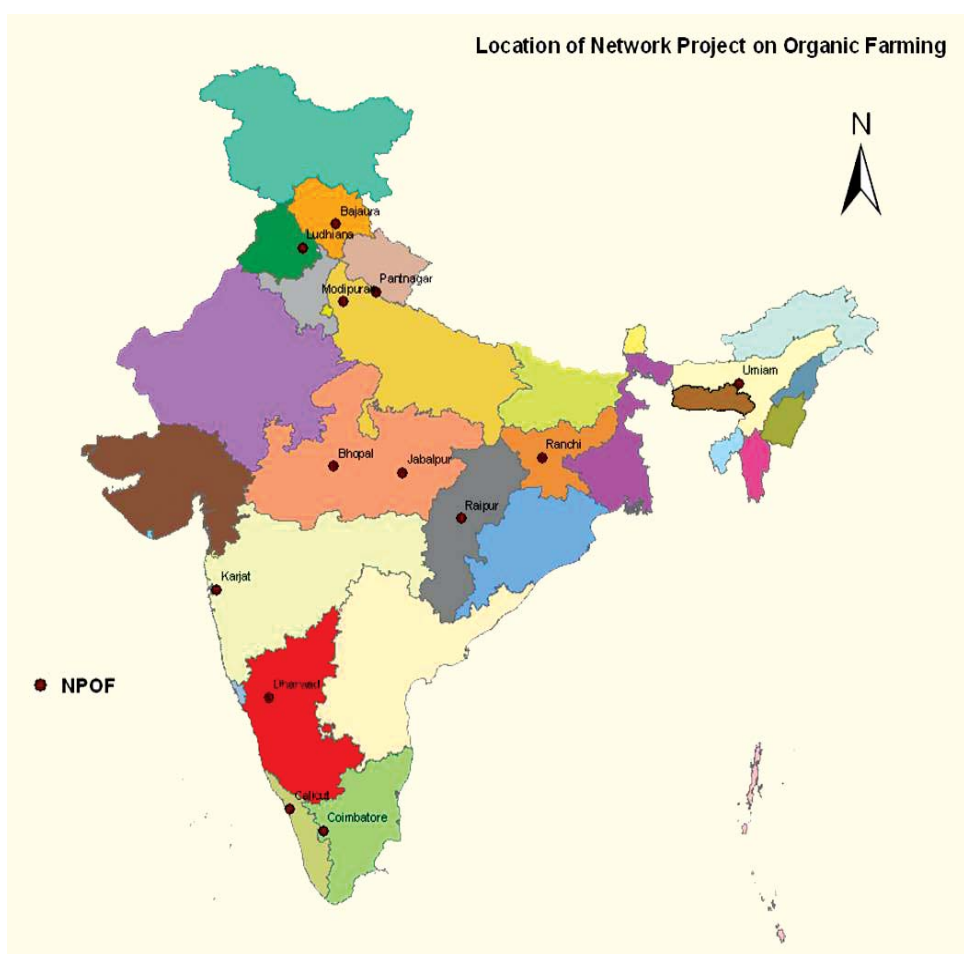 Location of Network Project on Organic Farming
N
Bajaura
Ludhiana
Pantnagar
Modipuram
Umiam
Ranchi
Bhopal
Jabalpur
Raipur
Karjat
NPOF
Dharwad
Calicut
Coimbatore